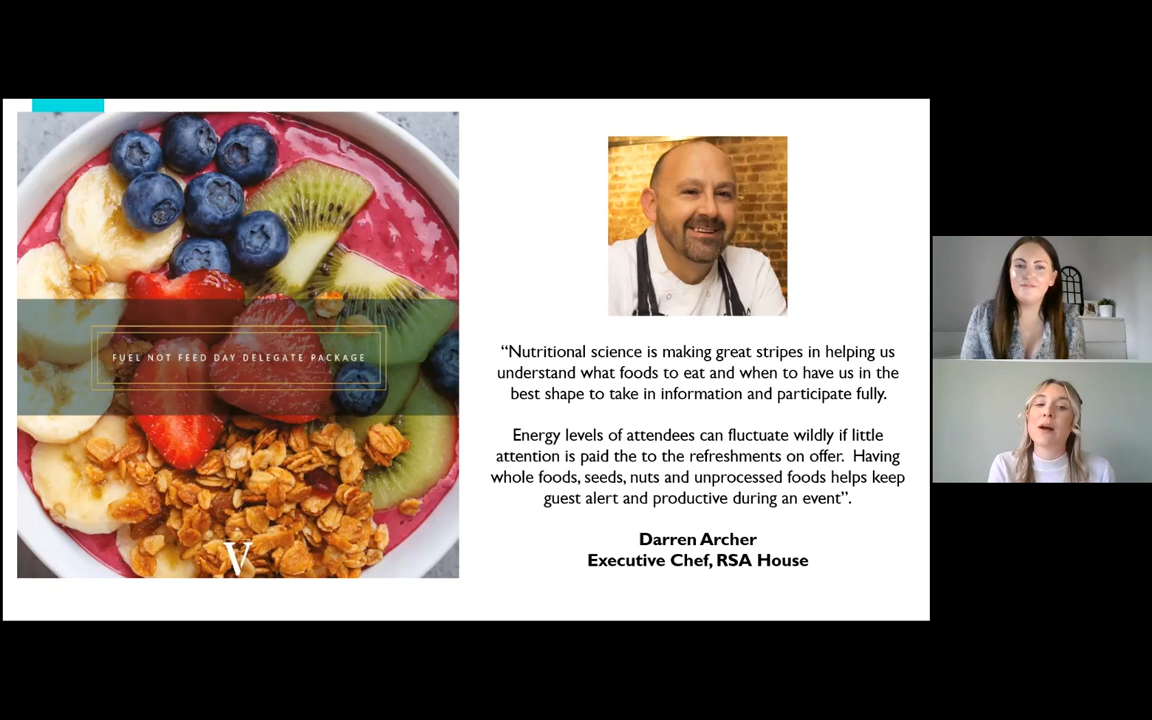 FUEL NOT FEED DAY DELEGATE PACKAGE
V
“Nutritional science is making great stripes in helping us
understand what foods to eat and when to have us in the
best shape to take in information and participate fully.
Energy levels of attendees can fluctuate wildly if little
attention is paid the to the refreshments on offer.  Having
whole foods, seeds, nuts and unprocessed foods helps keep
guest alert and productive during an event”.
Darren Archer
Executive Chef, RSA House